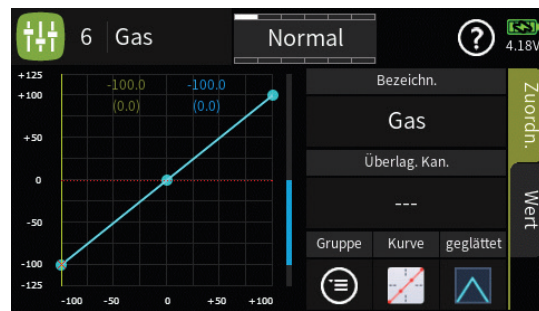 6 Gas Normal ? 4.18V
+125
+100
+50
0
-50
-100
-125
-100.0 -100.0
(0.0) (0.0)
-100 -50 0 +50 +100
Bezeichn.
Gas
Überlag. Kan.
---
Gruppe Kurve geglättet
Zuordn.
Wert